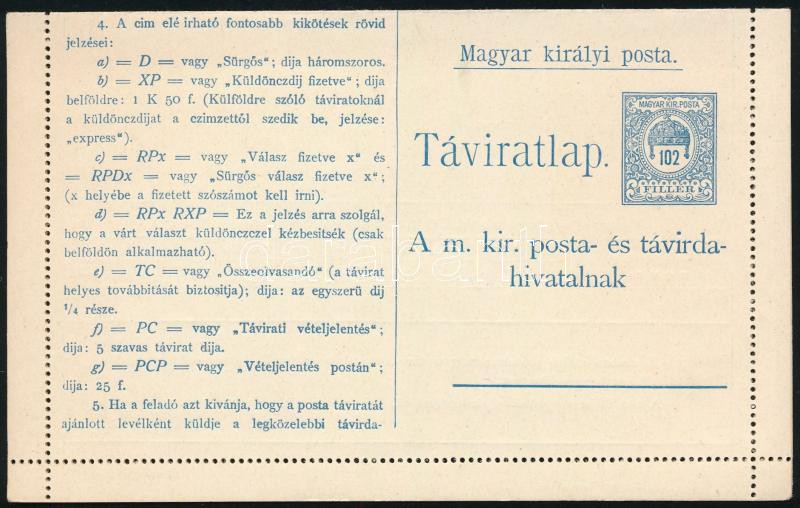 4. A cim elé irható fontosabb kikötések rövid
jelzései:
a) = D = vagy „Sürgős“; dija háromszoros.
b) = XP = vagy „Küldönczdij fizetve“; dija
belföldre: 1 K 50 f. (Külföldre szóló táviratoknál
a küldönczdijat a czimzettől szedik be, jelzése:
„express“).
c) = RPx = vagy „Válasz fizetve x“ és
= RPDx = vagy „Sürgős válasz fizetve x“;
(x helyébe a fizetett szószámot kell irni).
d) = RPx RXP = Ez a jelzés arra szolgál,
hogy a várt választ küldönczczel kézbesitsék (csak
belföldön alkalmazható).
e) = TC = vagy „Összeolvasandó“ (a távirat
helyes továbbitását biztositja); dija: az egyszerű dij
1/4 része.
f) = PC = vagy „Távirati vételjelentés“;
dija: 5 szavas távirat dija.
g) = PCP = vagy „Vételjelentés postán“;
dija: 25 f.
5. Ha a feladó azt kivánja, hogy a posta táviratát
ajánlott levélként küldje a legközelebbi távirda-
Magyar királyi posta.
MAGYAR KIR. POSTA
102
FILLÉR
Táviratlap.
A m. kir. posta- és távirda-
hivatalnak
darabanth